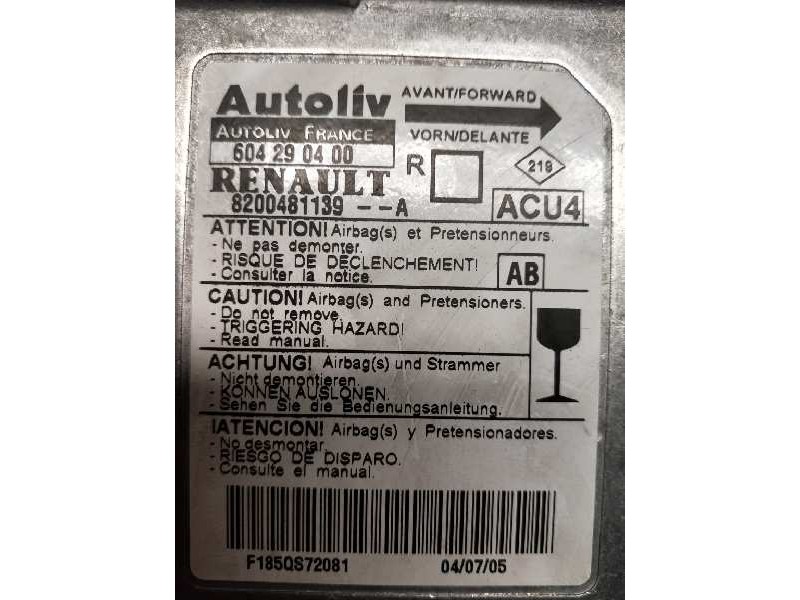 Autoliv
AVANT/FORWARD
AUTOLIV FRANCE
VORN/DELANTE
604 29 04 00
R
219
RENAULT
8200481139 --A
ACU4
ATTENTION! Airbag(s) et Pretensionneurs.
- Ne pas demonter.
- RISQUE DE DECLENCHEMENT!
- Consulter la notice.
AB
CAUTION! Airbag(s) and Pretensioners.
- Do not remove.
- TRIGGERING HAZARD!
- Read manual.
ACHTUNG! Airbag(s) und Strammer
- Nicht demontieren.
- KONNEN AUSLONEN.
- Sehen Sie die Bedienungsanleitung.
!ATENCION! Airbag(s) y Pretensionadores.
- No desmontar.
- RIESGO DE DISPARO.
- Consulte el manual.
F185QS72081
04/07/05